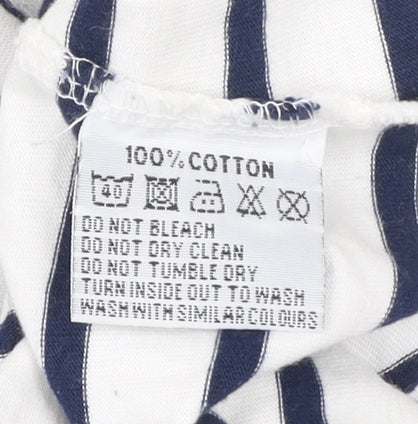 100% COTTON
40
DO NOT BLEACH
DO NOT DRY CLEAN
DO NOT TUMBLE DRY
TURN INSIDE OUT TO WASH
WASH WITH SIMILAR COLOURS